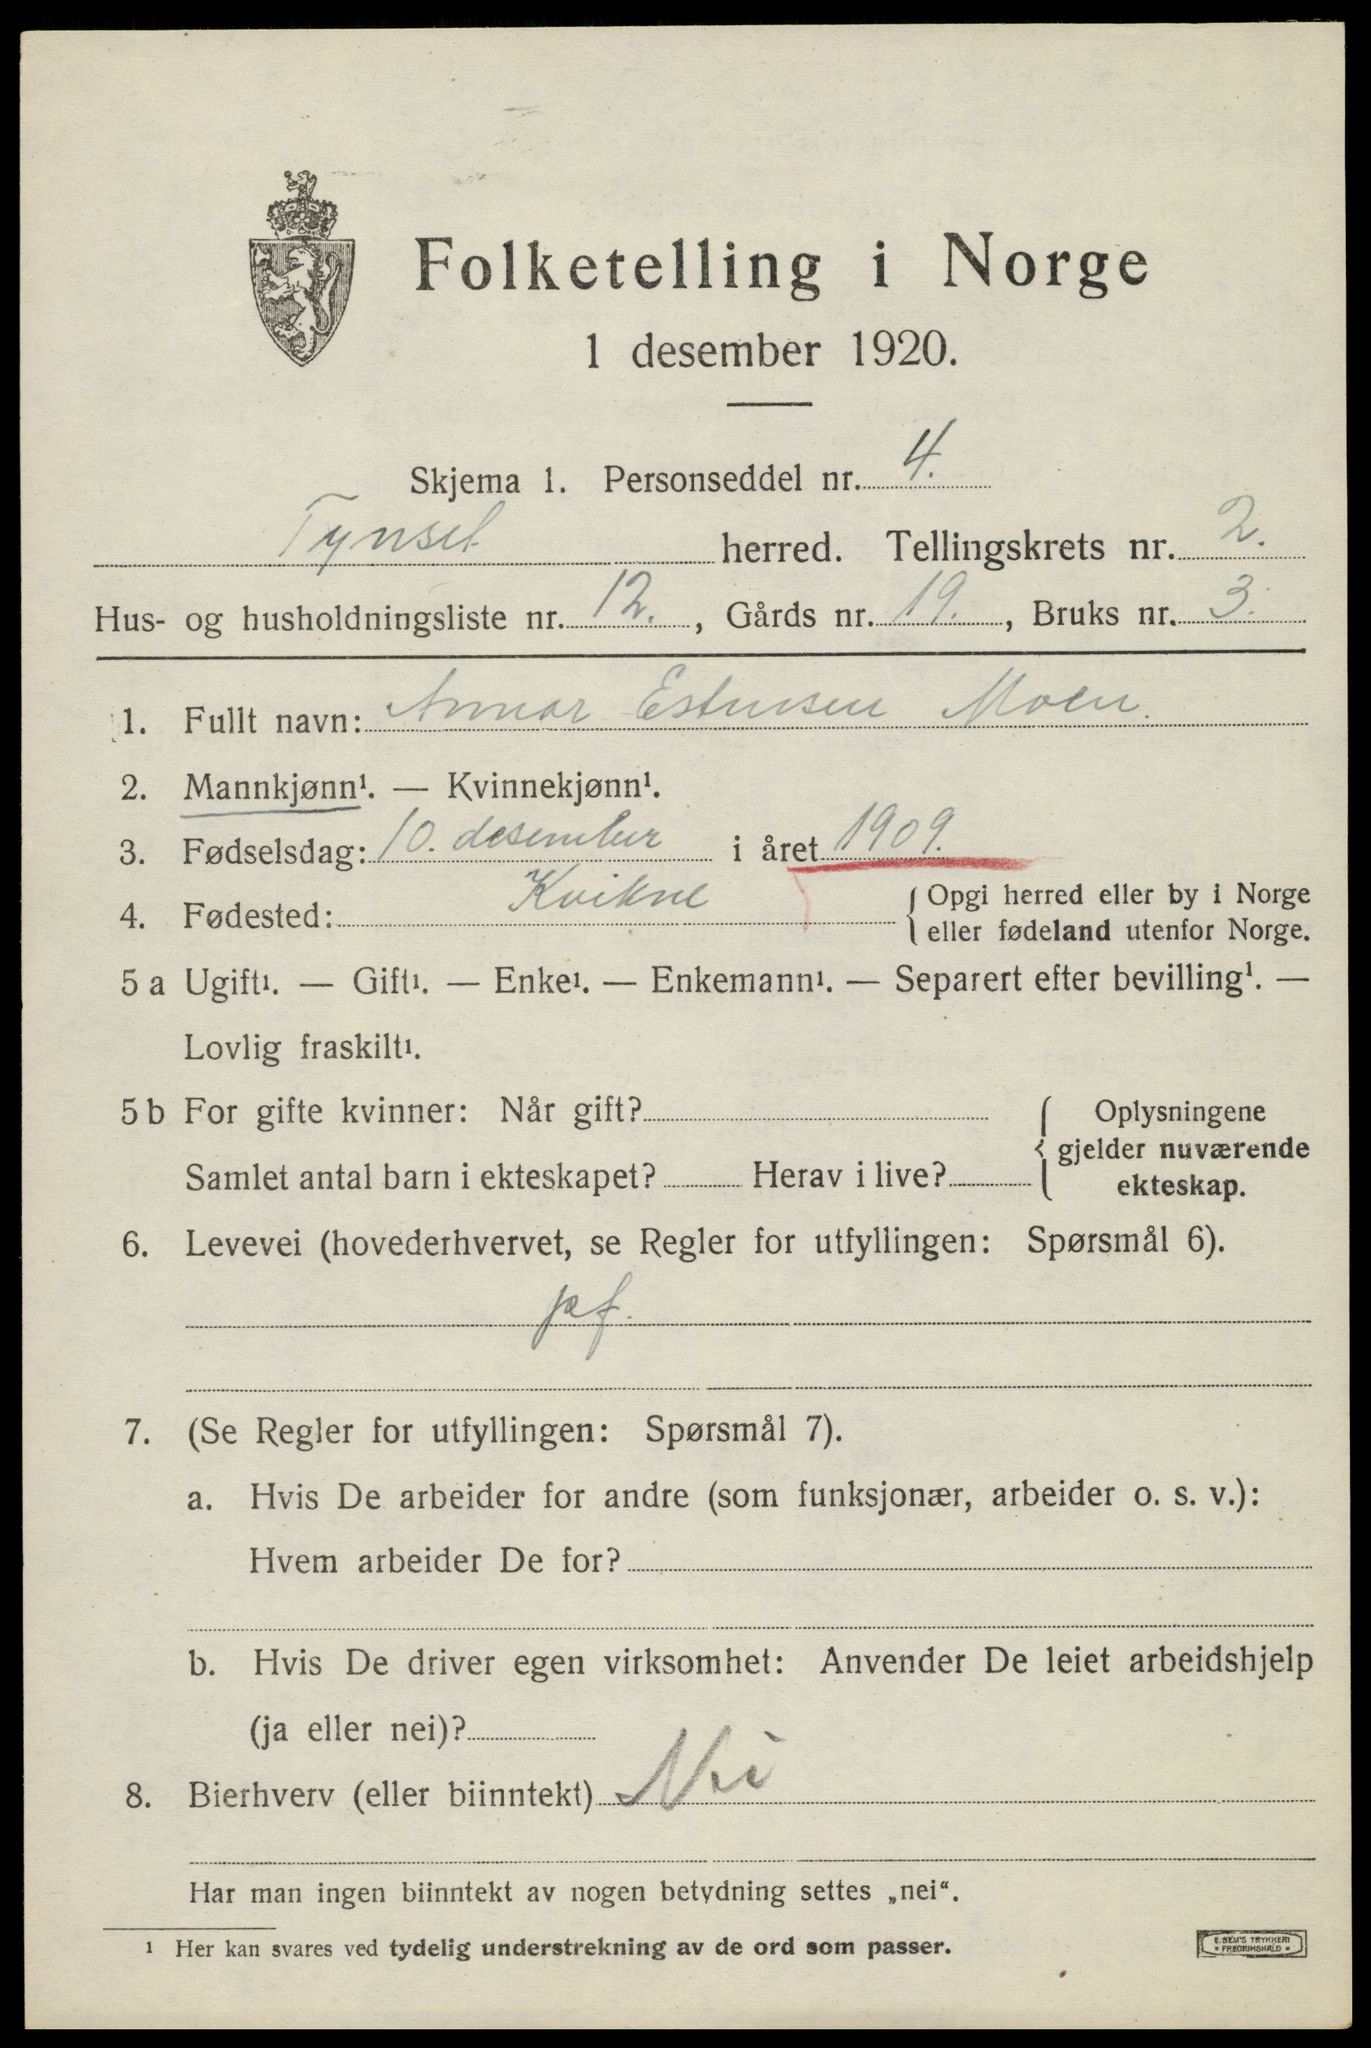 Folketelling i Norge
1 desember 1920.
Skjema 1. Personseddel nr. 4.
Tynset herred. Tellingskrets nr. 2.
Hus- og husholdningsliste nr. 12., Gårds nr. 19., Bruks nr. 3.
1. Fullt navn: Annar Estensen Moen.
2. Mannkjønn¹. — Kvinnekjønn¹.
3. Fødselsdag: 10. desember i året 1909.
4. Fødested: Kvikne { Opgi herred eller by i Norge
eller fødeland utenfor Norge.
5 a Ugift¹. — Gift¹. — Enke¹. — Enkemann¹. — Separert efter bevilling¹. —
Lovlig fraskilt¹.
5 b For gifte kvinner: Når gift? { Oplysningene
gjelder nuværende
Samlet antal barn i ekteskapet? Herav i live? ekteskap.
6. Levevei (hovederhvervet, se Regler for utfyllingen: Spørsmål 6).
pf.
7. (Se Regler for utfyllingen: Spørsmål 7).
a. Hvis De arbeider for andre (som funksjonær, arbeider o. s. v.):
Hvem arbeider De for?
b. Hvis De driver egen virksomhet: Anvender De leiet arbeidshjelp
(ja eller nei)?
8. Bierhverv (eller biinntekt) Nei
Har man ingen biinntekt av nogen betydning settes „nei“.
¹ Her kan svares ved tydelig understrekning av de ord som passer.
E. SEM'S TRYKKERI
* FREDRIKSHALD *